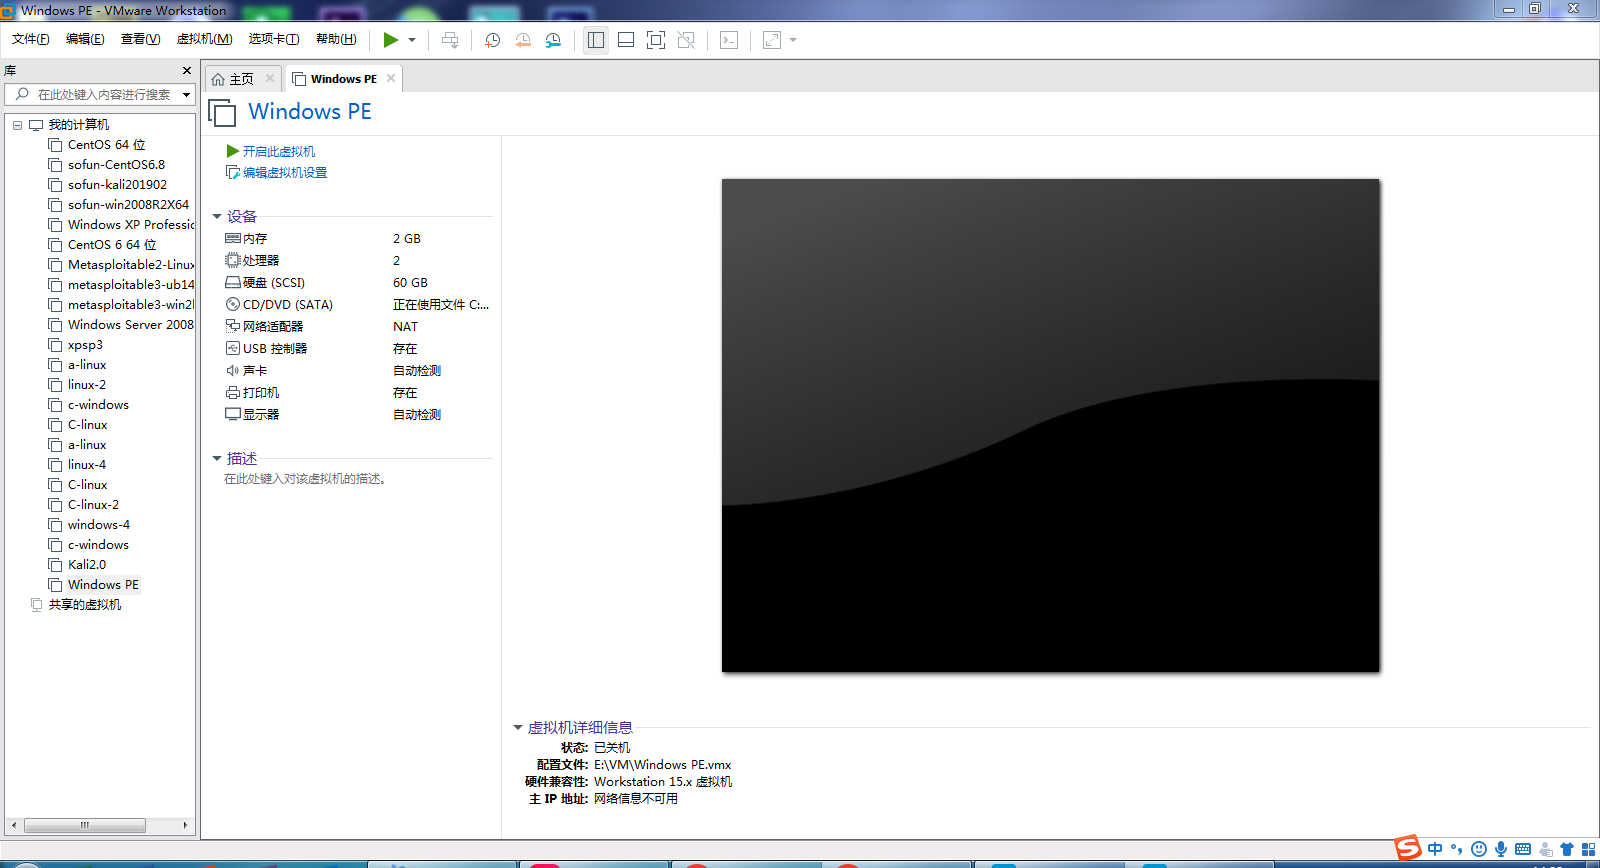 Windows PE - VMware Workstation
文件(F) 编辑(E) 查看(V) 虚拟机(M) 选项卡(T) 帮助(H)
库
在此处键入内容进行搜索
我的计算机
CentOS 64 位
sofun-CentOS6.8
sofun-kali201902
sofun-win2008R2X64
Windows XP Professic
CentOS 6 64 位
Metasploitable2-Linux
metasploitable3-ub14
metasploitable3-win2
Windows Server 2008
xpsp3
a-linux
linux-2
c-windows
C-linux
a-linux
linux-4
C-linux
C-linux-2
windows-4
c-windows
Kali2.0
Windows PE
共享的虚拟机
主页 Windows PE
Windows PE
开启此虚拟机
编辑虚拟机设置
设备
内存 2 GB
处理器 2
硬盘 (SCSI) 60 GB
CD/DVD (SATA) 正在使用文件 C:...
网络适配器 NAT
USB 控制器 存在
声卡 自动检测
打印机 存在
显示器 自动检测
描述
在此处键入对该虚拟机的描述。
虚拟机详细信息
状态: 已关机
配置文件: E:\VM\Windows PE.vmx
硬件兼容性: Workstation 15.x 虚拟机
主 IP 地址: 网络信息不可用
S 中